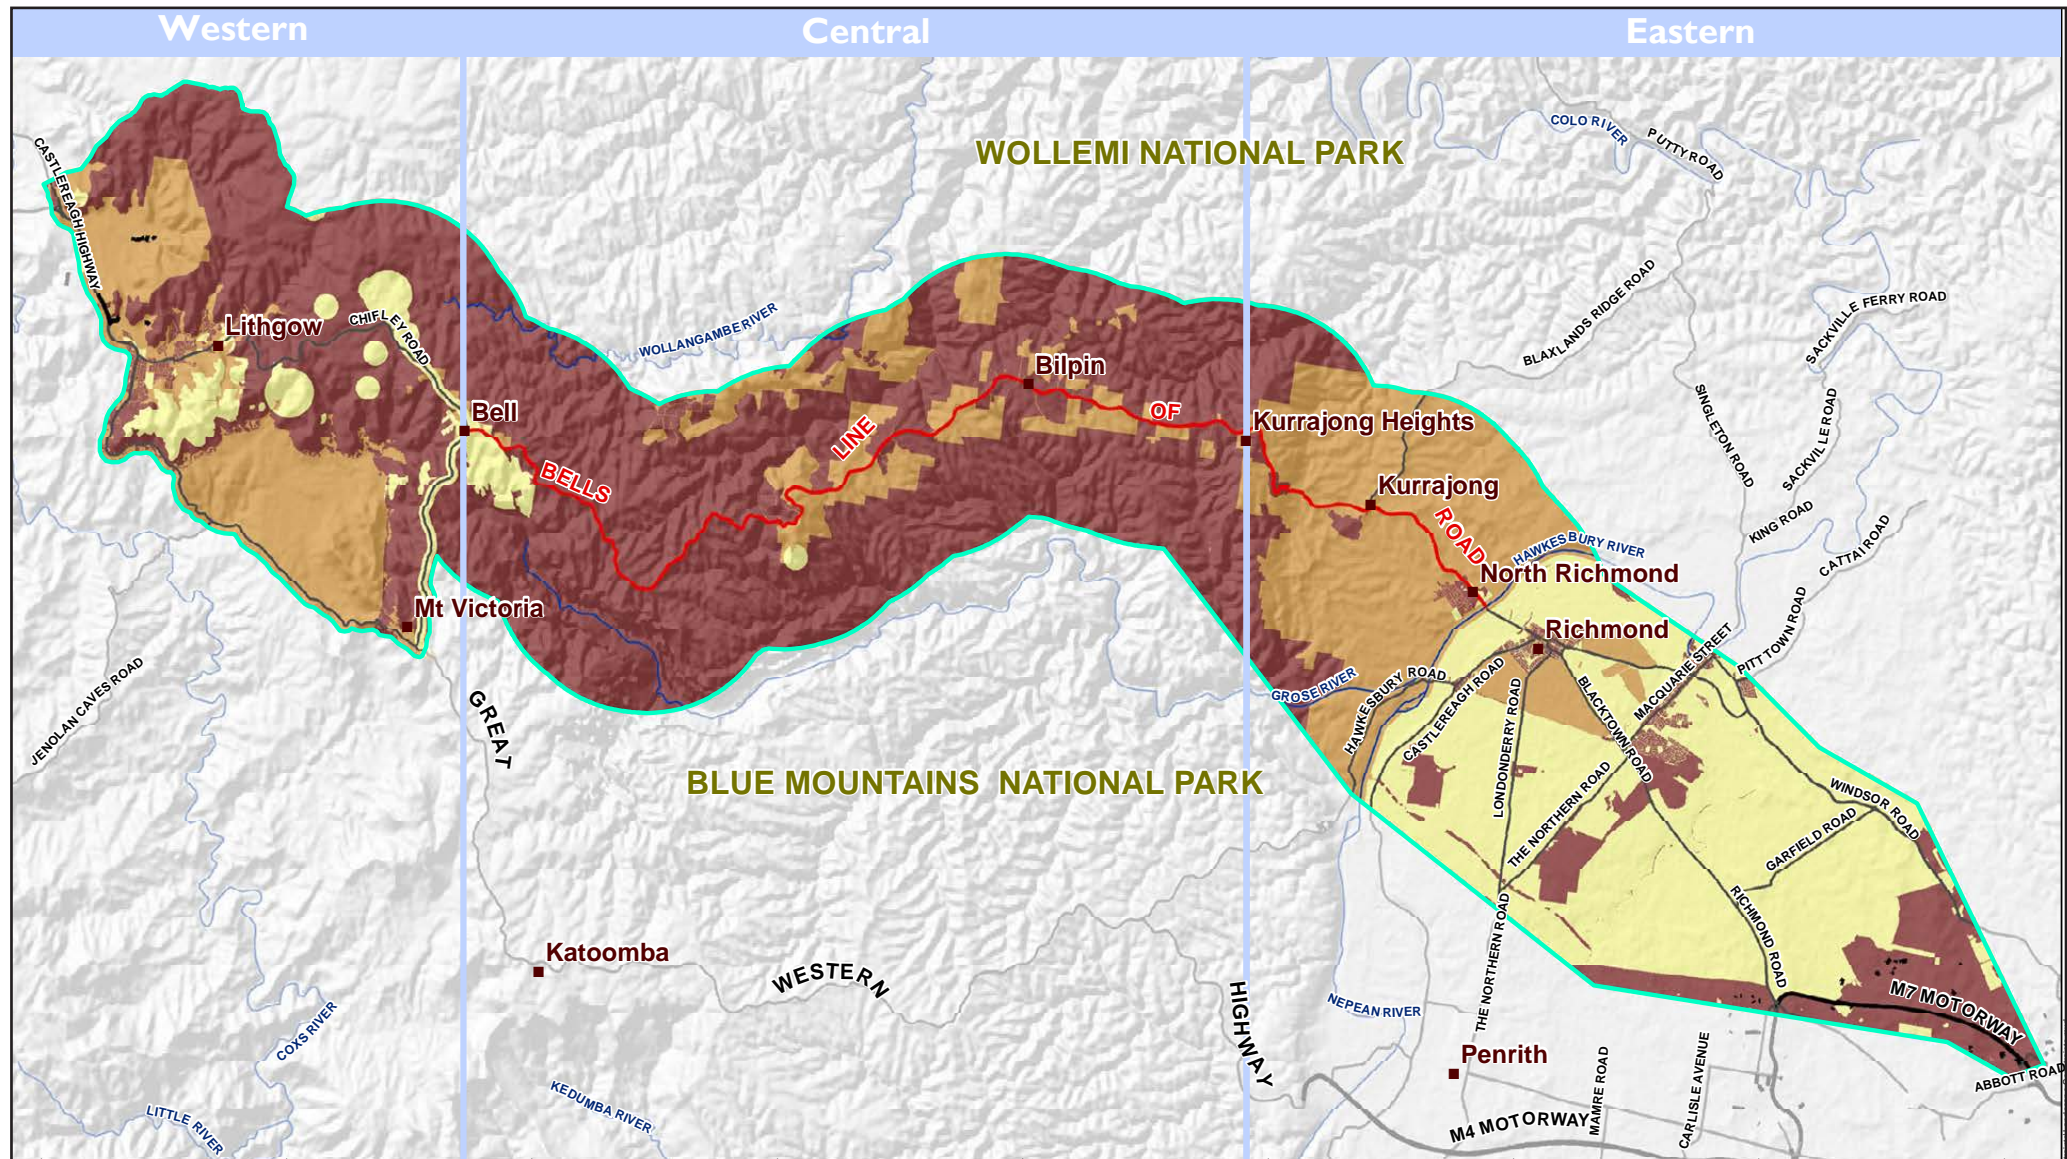 Western
Central
Eastern
WOLLEMI NATIONAL PARK
COLO RIVER
PUTTY ROAD
CASTLEREAGH HIGHWAY
BLAXLANDS RIDGE ROAD
SACKVILLE FERRY ROAD
Lithgow
CHIFLEY ROAD
WOLLANGAMBE RIVER
Bilpin
Bell
LINE
OF
Kurrajong Heights
SINGLETON ROAD
SACKVILLE ROAD
BELLS
Kurrajong
ROAD
KING ROAD
CATTAI ROAD
HAWKESBURY RIVER
North Richmond
Mt Victoria
Richmond
PITT TOWN ROAD
MACQUARIE STREET
JENOLAN CAVES ROAD
GREAT
GROSE RIVER
HAWKESBURY ROAD
CASTLEREAGH ROAD
LONDONDERRY ROAD
BLACKTOWN ROAD
BLUE MOUNTAINS NATIONAL PARK
THE NORTHERN ROAD
WINDSOR ROAD
GARFIELD ROAD
RICHMOND ROAD
THE NORTHERN ROAD
Katoomba
WESTERN
HIGHWAY
NEPEAN RIVER
M7 MOTORWAY
COXS RIVER
Penrith
ABBOTT ROAD
KEDUMBA RIVER
LITTLE RIVER
M4 MOTORWAY
MAMRE ROAD
CARLISLE AVENUE